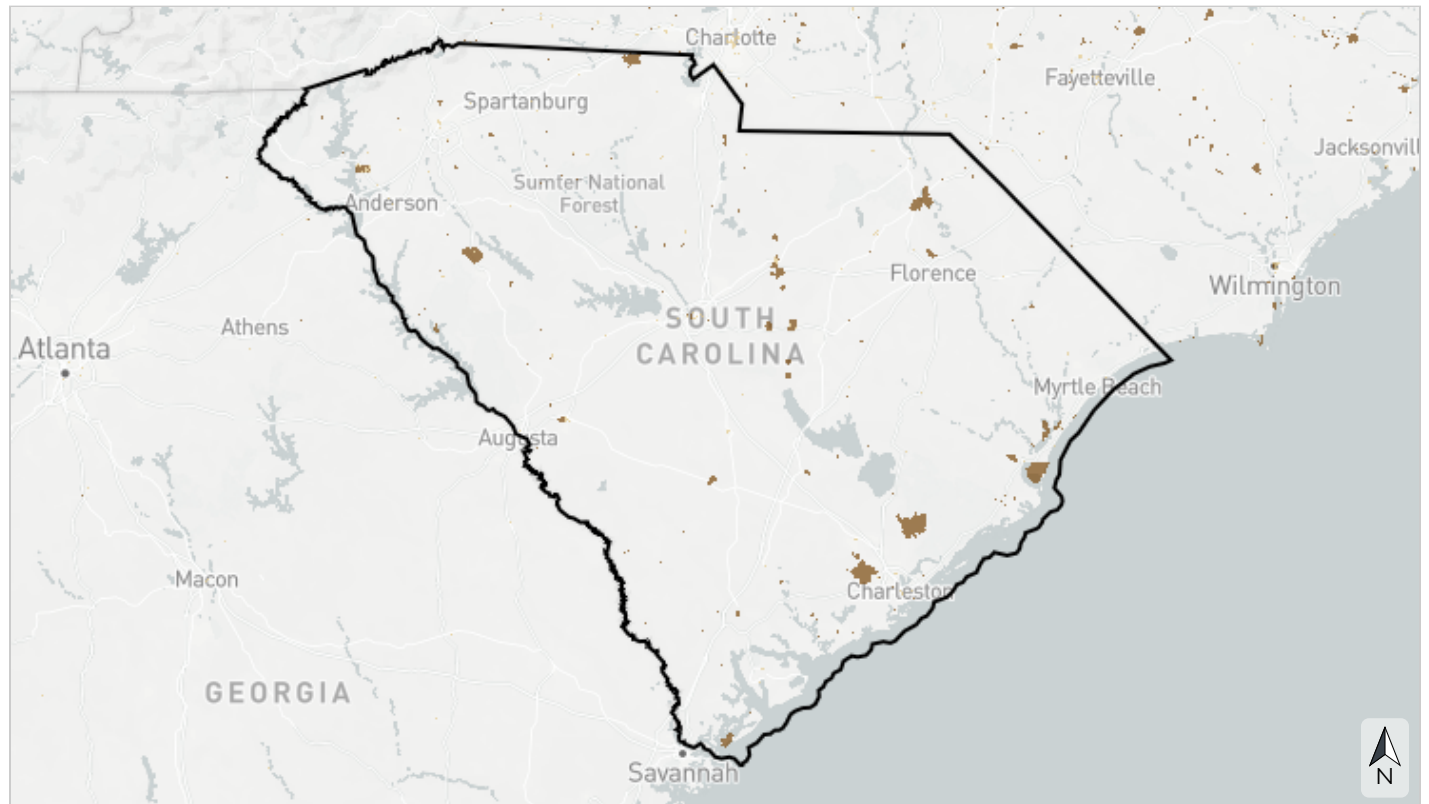 Charlotte
Fayetteville
Spartanburg
Jacksonvill
Sumfer National
Forest
Anderson
Florence
Wilmington
SOUTH
CAROLINA
Athens
Atlanta
Myrtle Beach
Augusta
Macon
Charleston
GEORGIA
Savannah
N